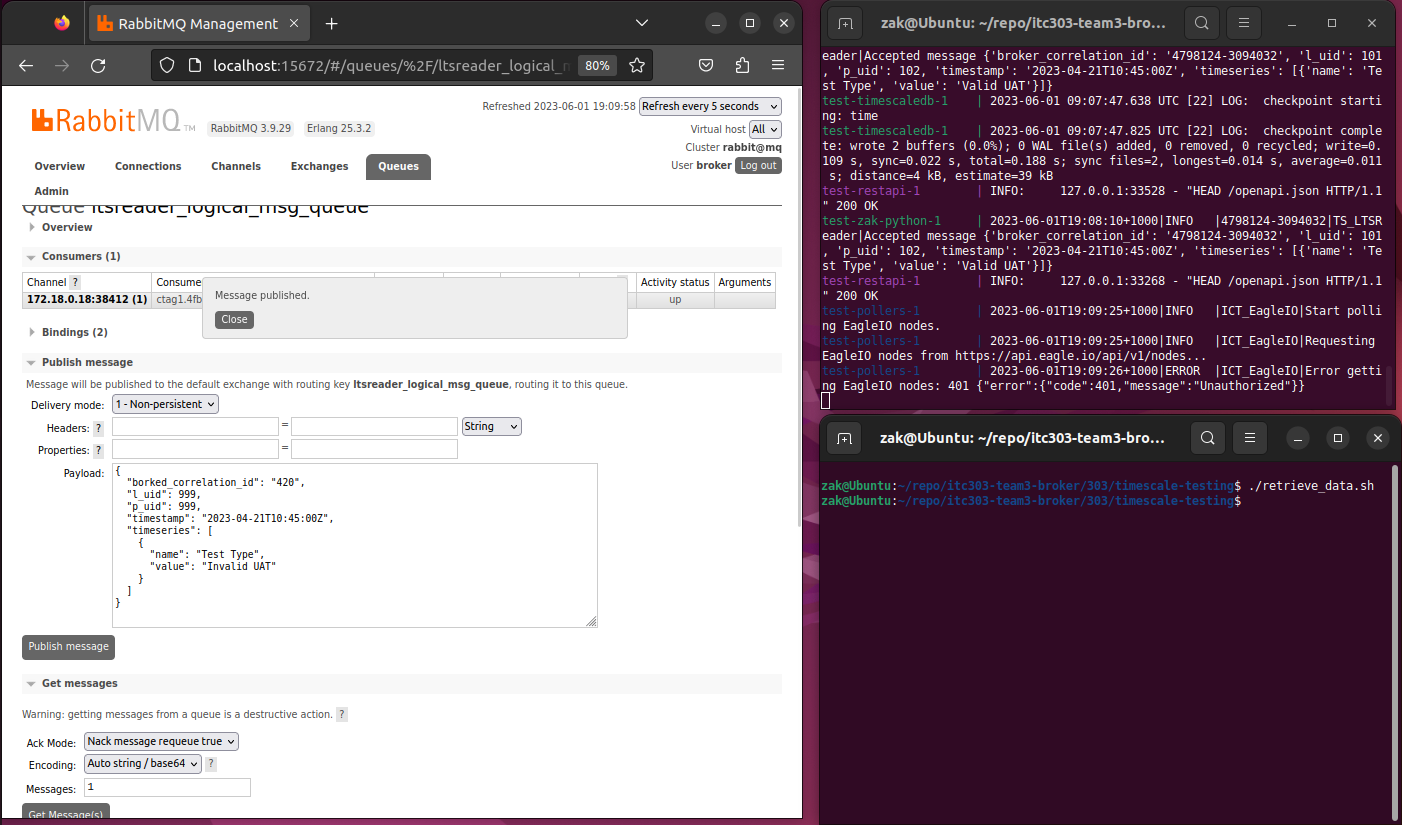 RabbitMQ Management
localhost:15672/#/queues/%2F/ltsreader_logical_m
80%
Refreshed 2023-06-01 19:09:58 Refresh every 5 seconds
RabbitMQ TM RabbitMQ 3.9.29 Erlang 25.3.2
Virtual host All
Cluster rabbit@mq
User broker Log out
Overview Connections Channels Exchanges Queues
Admin
Queue ltsreader_logical_msg_queue
Overview
Consumers (1)
Channel ? Consume Activity status Arguments
172.18.0.18:38412 (1) ctag1.4fb up
Message published.
Close
Bindings (2)
Publish message
Message will be published to the default exchange with routing key ltsreader_logical_msg_queue, routing it to this queue.
Delivery mode: 1 - Non-persistent
Headers: ? = String
Properties: ? =
Payload:
{
"borked_correlation_id": "420",
"l_uid": 999,
"p_uid": 999,
"timestamp": "2023-04-21T10:45:00Z",
"timeseries": [
{
"name": "Test Type",
"value": "Invalid UAT"
}
]
}
Publish message
Get messages
Warning: getting messages from a queue is a destructive action. ?
Ack Mode: Nack message requeue true
Encoding: Auto string / base64 ?
Messages: 1
Get Message(s)
zak@Ubuntu: ~/repo/itc303-team3-bro...
eader|Accepted message {'broker_correlation_id': '4798124-3094032', 'l_uid': 101
, 'p_uid': 102, 'timestamp': '2023-04-21T10:45:00Z', 'timeseries': [{'name': 'Te
st Type', 'value': 'Valid UAT'}]}
test-timescaledb-1 | 2023-06-01 09:07:47.638 UTC [22] LOG: checkpoint starti
ng: time
test-timescaledb-1 | 2023-06-01 09:07:47.825 UTC [22] LOG: checkpoint comple
te: wrote 2 buffers (0.0%); 0 WAL file(s) added, 0 removed, 0 recycled; write=0.
109 s, sync=0.022 s, total=0.188 s; sync files=2, longest=0.014 s, average=0.011
s; distance=4 kB, estimate=39 kB
test-restapi-1 | INFO: 127.0.0.1:33528 - "HEAD /openapi.json HTTP/1.1
" 200 OK
test-zak-python-1 | 2023-06-01T19:08:10+1000|INFO |4798124-3094032|TS_LTSR
eader|Accepted message {'broker_correlation_id': '4798124-3094032', 'l_uid': 101
, 'p_uid': 102, 'timestamp': '2023-04-21T10:45:00Z', 'timeseries': [{'name': 'Te
st Type', 'value': 'Valid UAT'}]}
test-restapi-1 | INFO: 127.0.0.1:33268 - "HEAD /openapi.json HTTP/1.1
" 200 OK
test-pollers-1 | 2023-06-01T19:09:25+1000|INFO |ICT_EagleIO|Start polli
ng EagleIO nodes.
test-pollers-1 | 2023-06-01T19:09:25+1000|INFO |ICT_EagleIO|Requesting
EagleIO nodes from https://api.eagle.io/api/v1/nodes...
test-pollers-1 | 2023-06-01T19:09:26+1000|ERROR |ICT_EagleIO|Error getti
ng EagleIO nodes: 401 {"error":{"code":401,"message":"Unauthorized"}}
zak@Ubuntu: ~/repo/itc303-team3-bro...
zak@Ubuntu:~/repo/itc303-team3-broker/303/timescale-testing$ ./retrieve_data.sh
zak@Ubuntu:~/repo/itc303-team3-broker/303/timescale-testing$